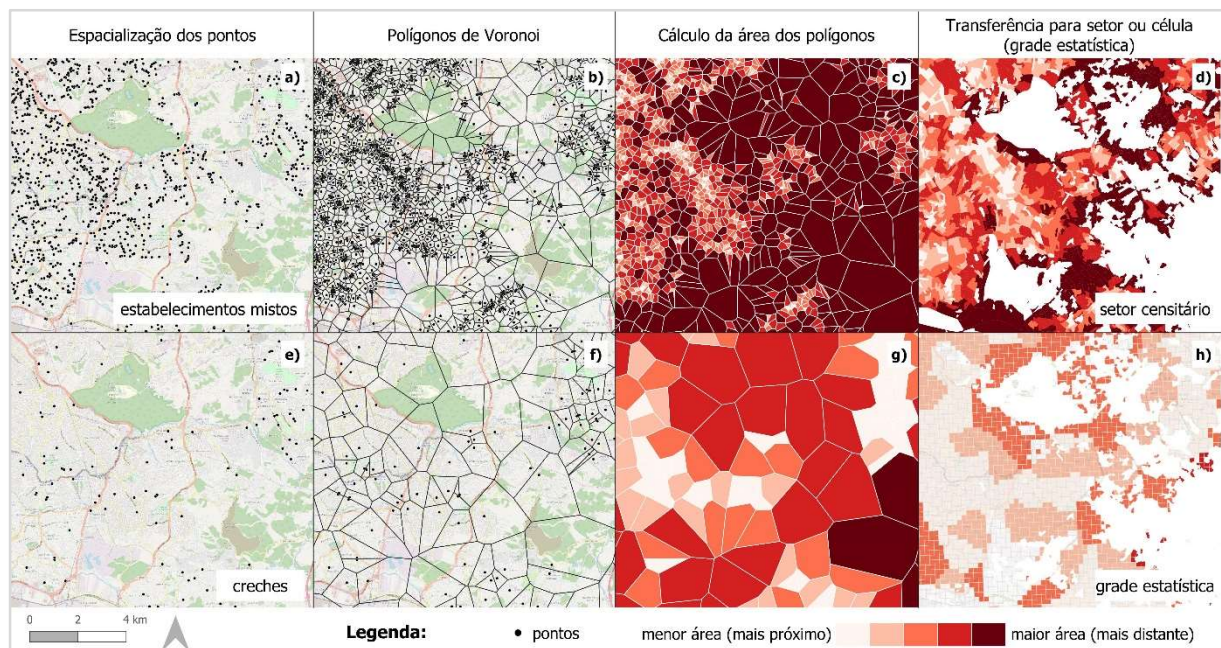 Espacialização dos pontos
Polígonos de Voronoi
Cálculo da área dos polígonos
Transferência para setor ou célula
(grade estatística)
a)
b)
c)
d)
estabelecimentos mistos
setor censitário
e)
f)
g)
h)
creches
grade estatística
0 2 4 km
Legenda:
pontos
menor área (mais próximo)
maior área (mais distante)